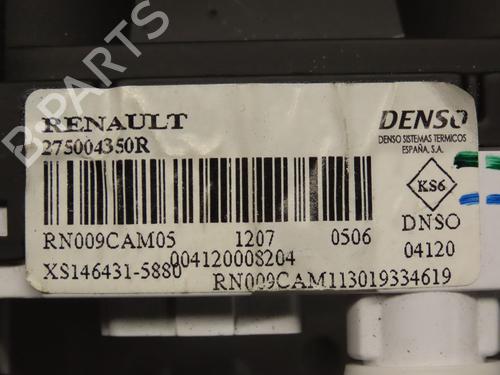 B-PARTS
RENAULT
275004350R
DENSO
DENSO SISTEMAS TERMICOS
ESPAÑA, S.A.
KS6
DNSO
RN009CAM05 1207 0506 04120
XS146431-5880 004120008204
RN009CAM113019334619